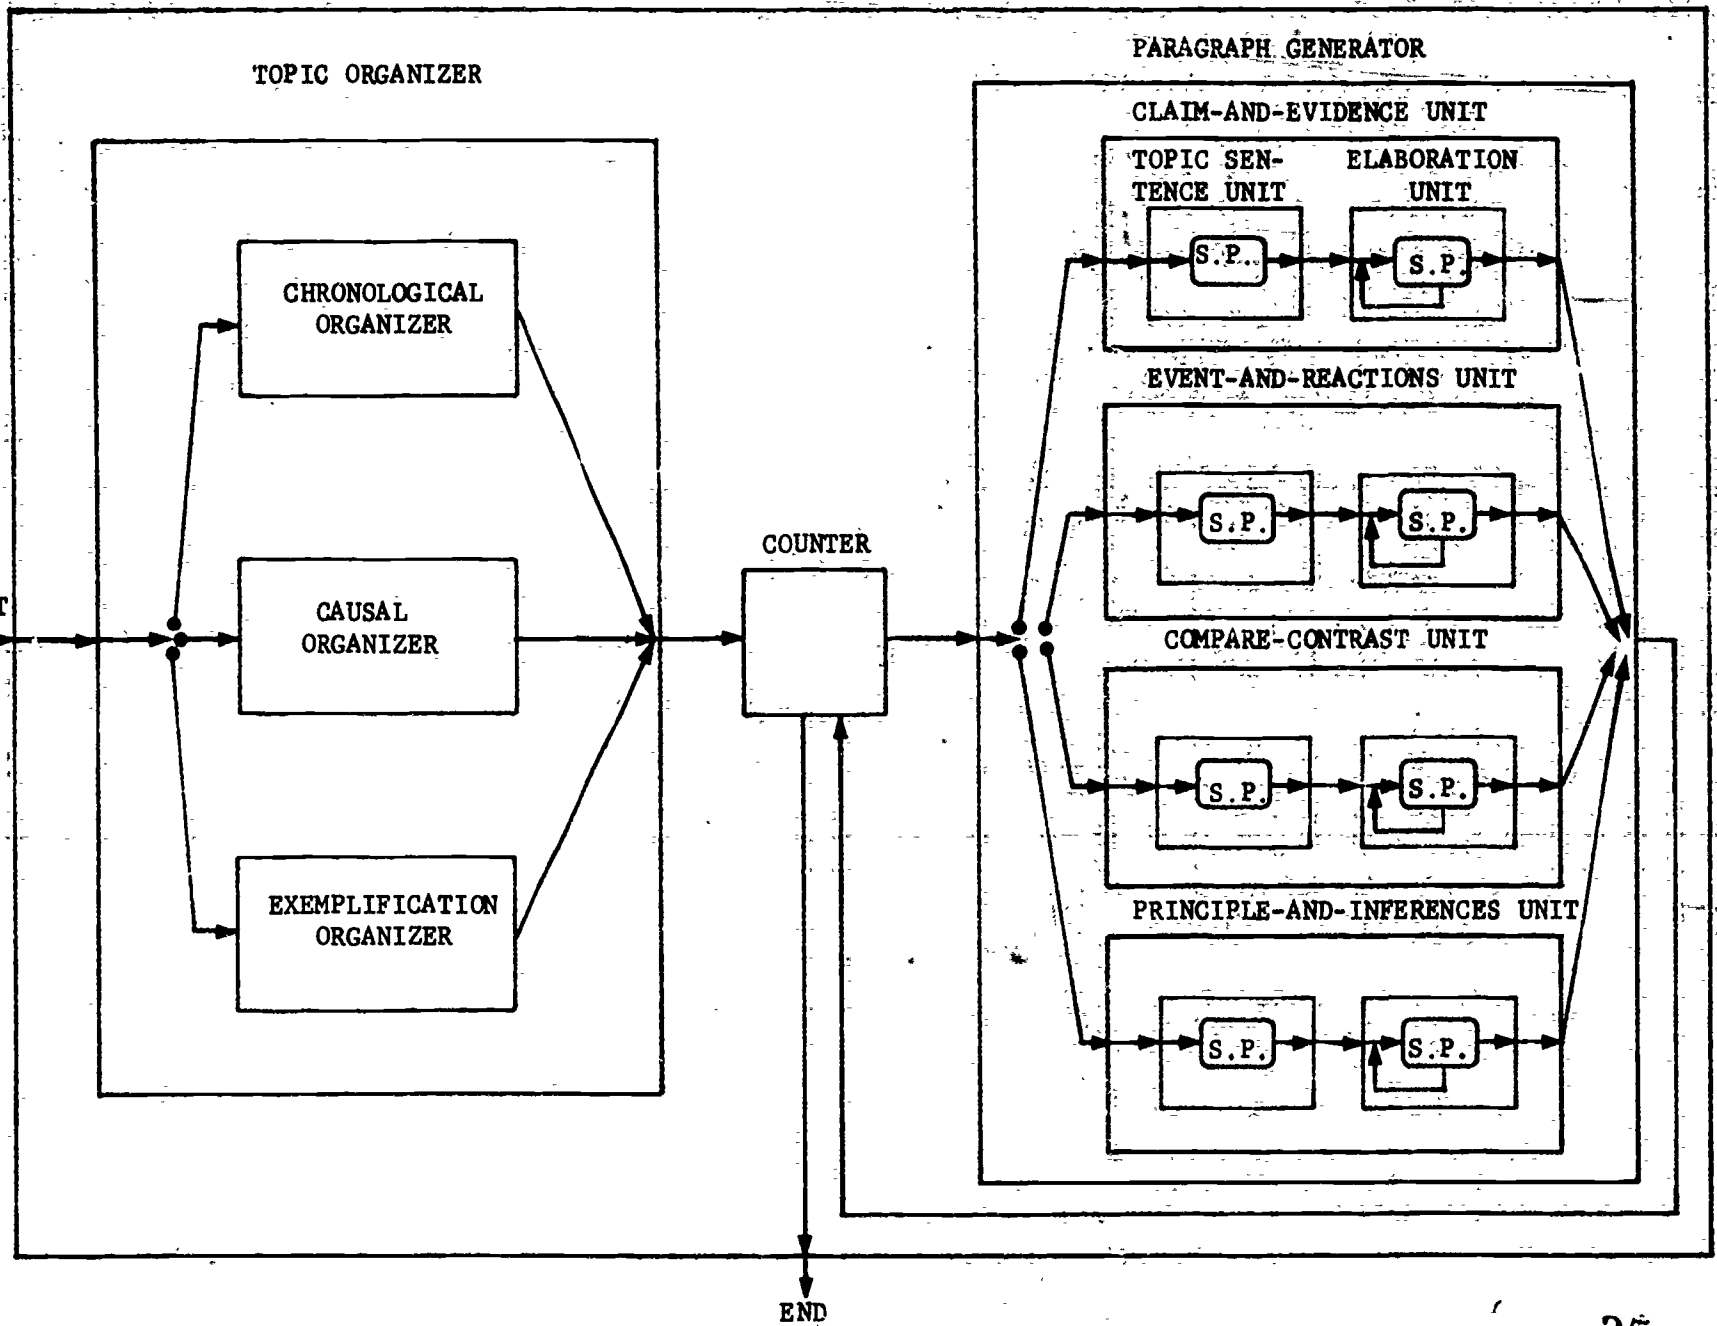 TOPIC ORGANIZER
CHRONOLOGICAL
ORGANIZER
CAUSAL
ORGANIZER
EXEMPLIFICATION
ORGANIZER
COUNTER
END
PARAGRAPH GENERATOR
CLAIM-AND-EVIDENCE UNIT
TOPIC SEN-
TENCE UNIT
ELABORATION
UNIT
S.P.
S.P.
EVENT-AND-REACTIONS UNIT
S.P.
S.P.
COMPARE-CONTRAST UNIT
S.P.
S.P.
PRINCIPLE-AND-INFERENCES UNIT
S.P.
S.P.